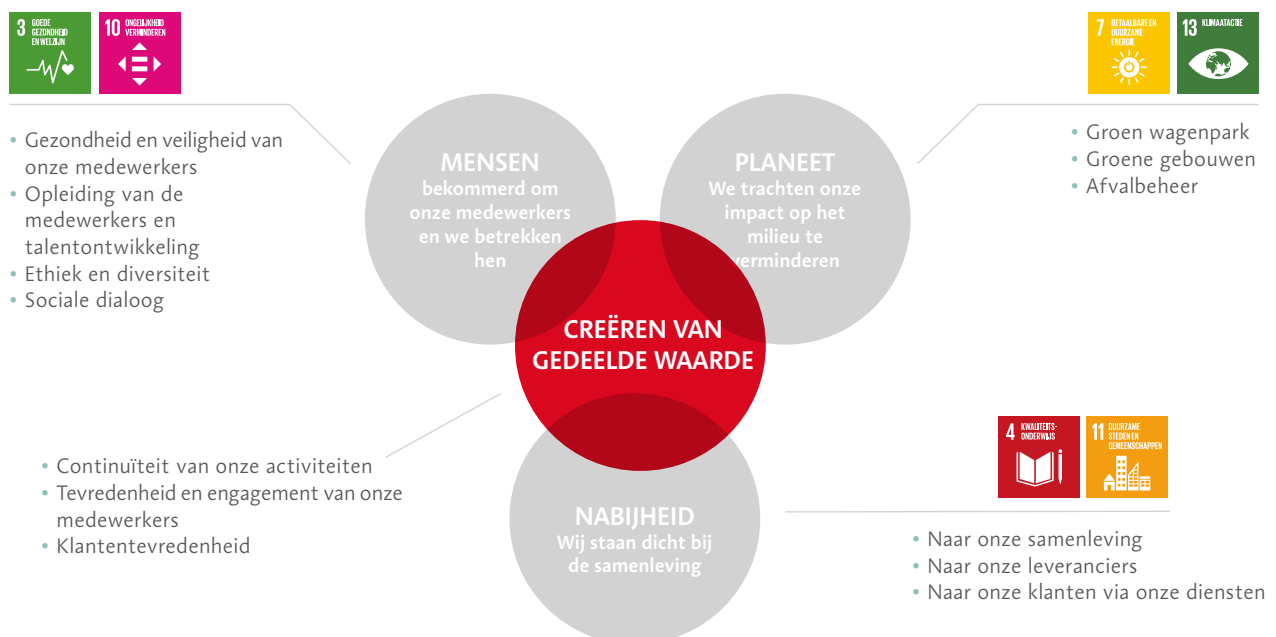 3 GOEDE
GEZONDHEID
EN WELZIJN
10 ONGELIJKHEID
VERMINDEREN
• Gezondheid en veiligheid van
onze medewerkers
• Opleiding van de
medewerkers en
talentontwikkeling
• Ethiek en diversiteit
• Sociale dialoog
MENSEN
bekommerd om
onze medewerkers
en we betrekken
hen
PLANEET
We trachten onze
impact op het
milieu te
verminderen
7 BETAALBARE EN
DUURZAME
ENERGIE
13 KLIMAATACTIE
• Groen wagenpark
• Groene gebouwen
• Afvalbeheer
CREËREN VAN
GEDEELDE WAARDE
• Continuïteit van onze activiteiten
• Tevredenheid en engagement van onze
medewerkers
• Klantentevredenheid
NABIJHEID
Wij staan dicht bij
de samenleving
4 KWALITEITS-
ONDERWIJS
11 DUURZAME
STEDEN EN
GEMEENSCHAPPEN
• Naar onze samenleving
• Naar onze leveranciers
• Naar onze klanten via onze diensten